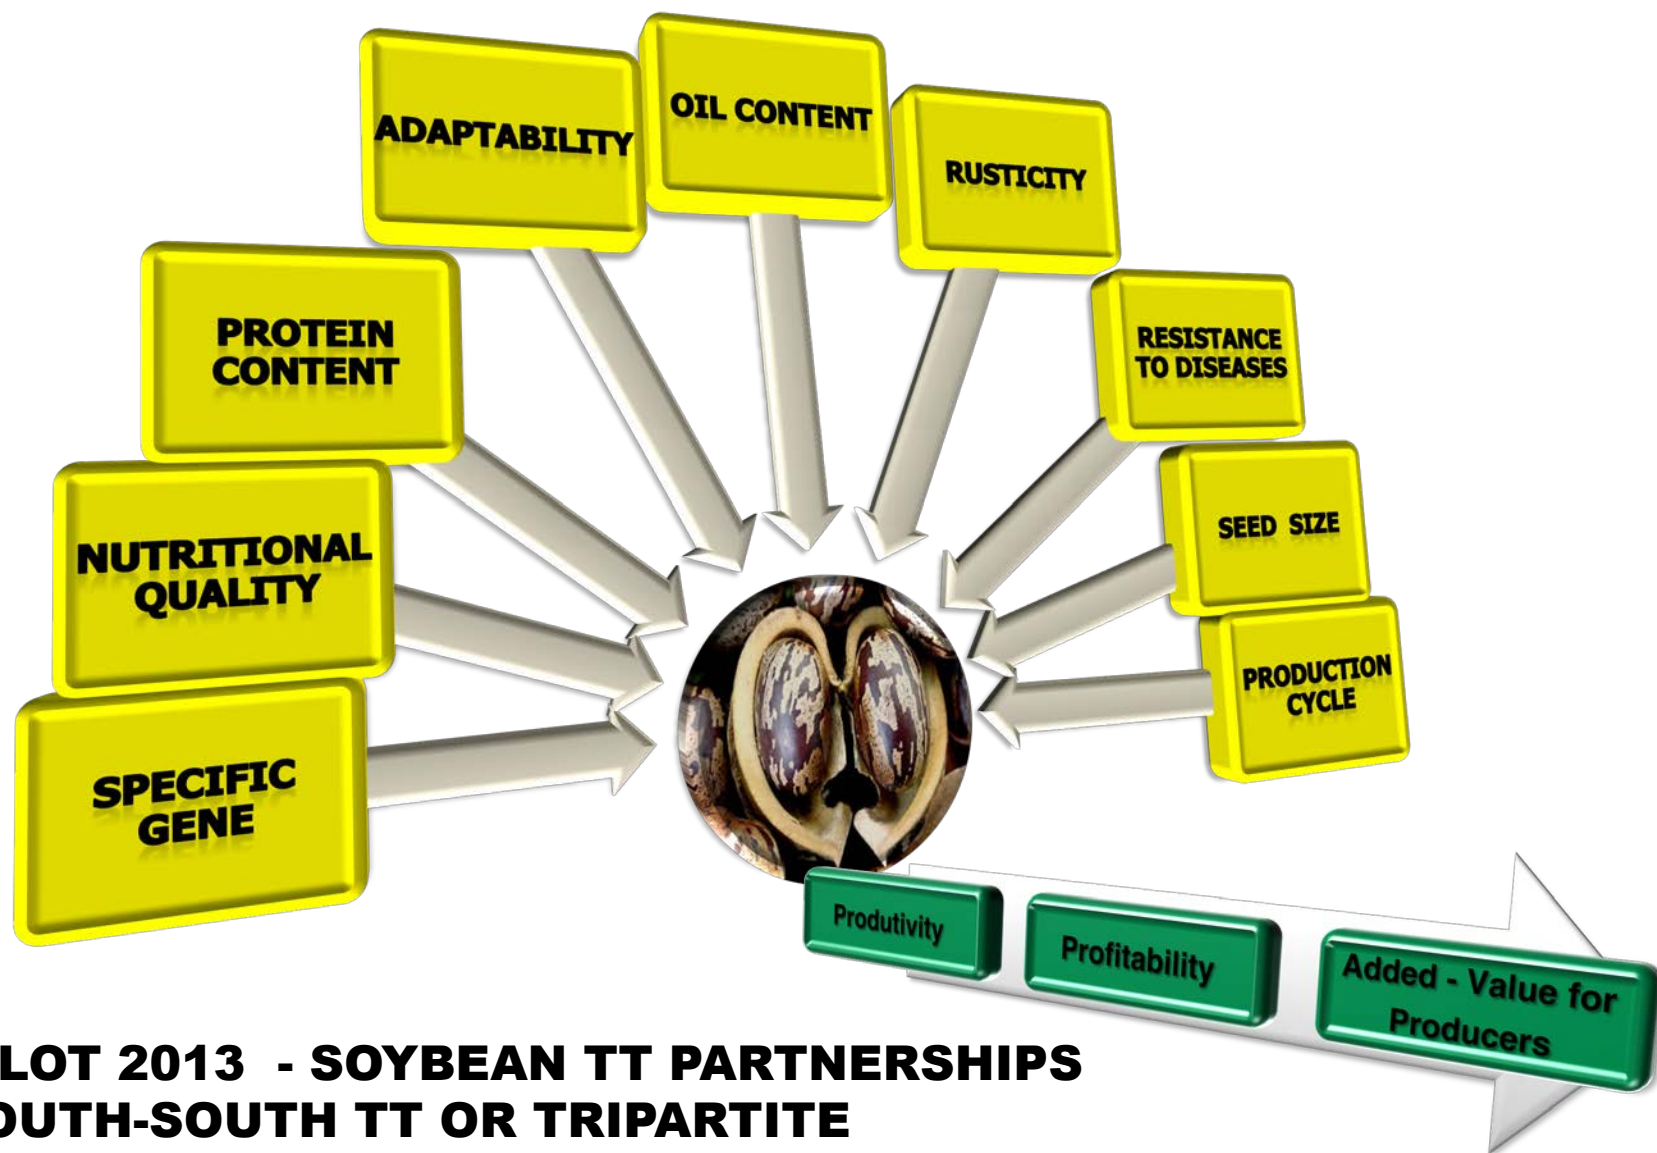 ADAPTABILITY
OIL CONTENT
RUSTICITY
PROTEIN
CONTENT
RESISTANCE
TO DISEASES
NUTRITIONAL
QUALITY
SEED SIZE
SPECIFIC
GENE
PRODUCTION
CYCLE
Produtivity
Profitability
Added - Value for
Producers
LOT 2013 - SOYBEAN TT PARTNERSHIPS
OUTH-SOUTH TT OR TRIPARTITE